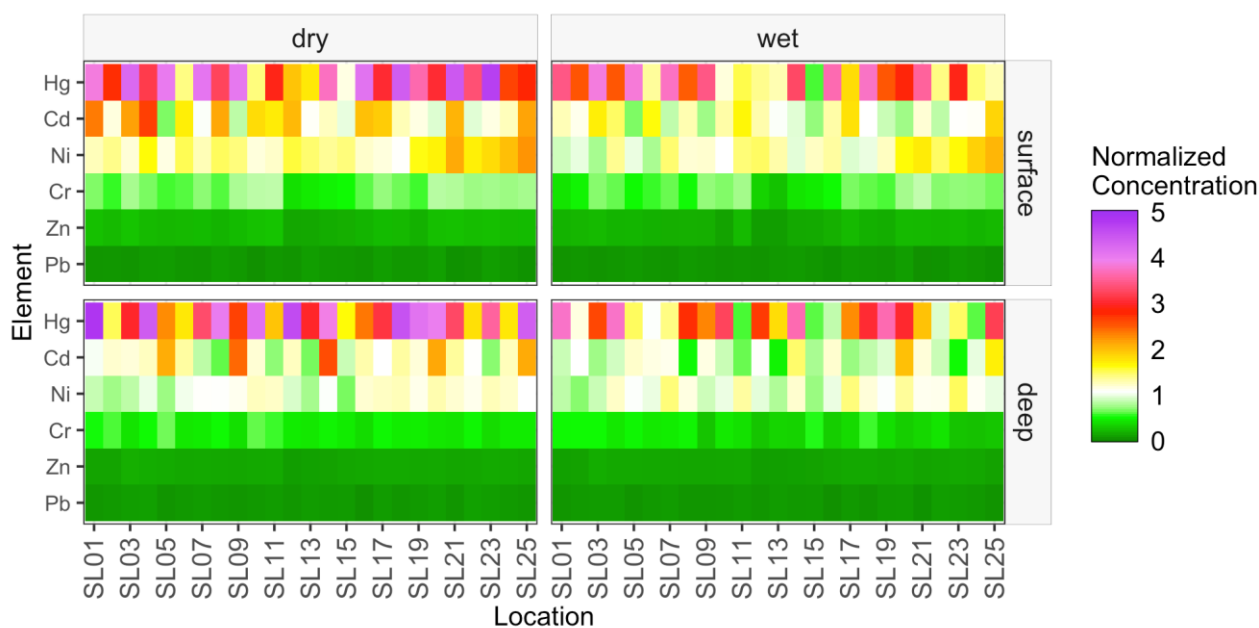 dry
wet
Hg
Cd
Ni
Cr
Zn
Pb
surface
Hg
Cd
Ni
Cr
Zn
Pb
deep
Element
SL01
SL03
SL05
SL07
SL09
SL11
SL13
SL15
SL17
SL19
SL21
SL23
SL25
SL01
SL03
SL05
SL07
SL09
SL11
SL13
SL15
SL17
SL19
SL21
SL23
SL25
Location
Normalized
Concentration
5
4
3
2
1
0